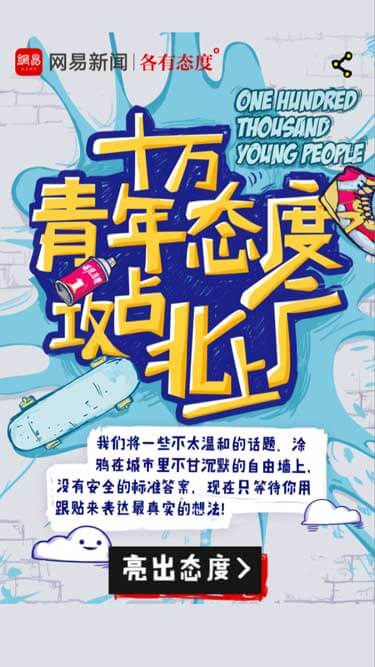 網易
NEWS
网易新闻 | 各有态度°
ONE HUNDRED
THOUSAND
YOUNG PEOPLE
十万
青年态度
攻占北上广
我们将一些不太温和的话题、涂
鸦在城市里不甘沉默的自由墙上,
没有安全的标准答案，现在只等待你用
跟贴来表达最真实的想法!
亮出态度>